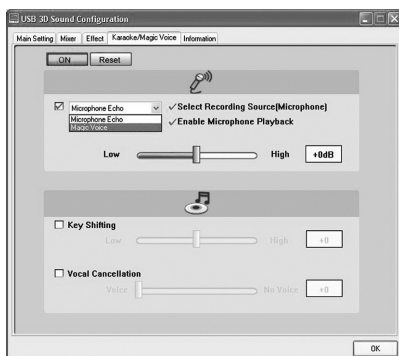 USB 3D Sound Configuration
Main Setting Mixer Effect Karaoke/Magic Voice Information
ON Reset
Microphone Echo ✓Select Recording Source(Microphone)
Microphone Echo ✓Enable Microphone Playback
Magic Voice
Low High +0dB
Key Shifting
Low High +0
Vocal Cancellation
Voice No Voice +0
OK